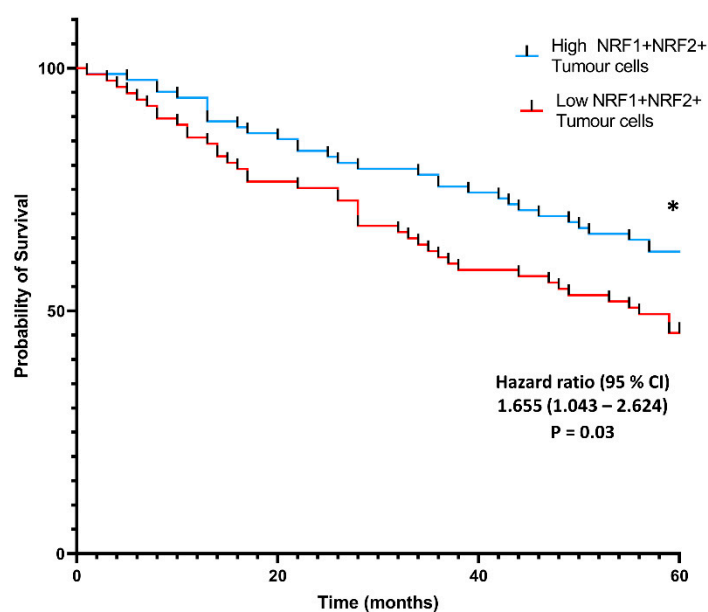 High NRF1+NRF2+
Tumour cells
Low NRF1+NRF2+
Tumour cells
100
50
0
Probability of Survival
*
Hazard ratio (95 % CI)
1.655 (1.043 – 2.624)
P = 0.03
0 20 40 60
Time (months)